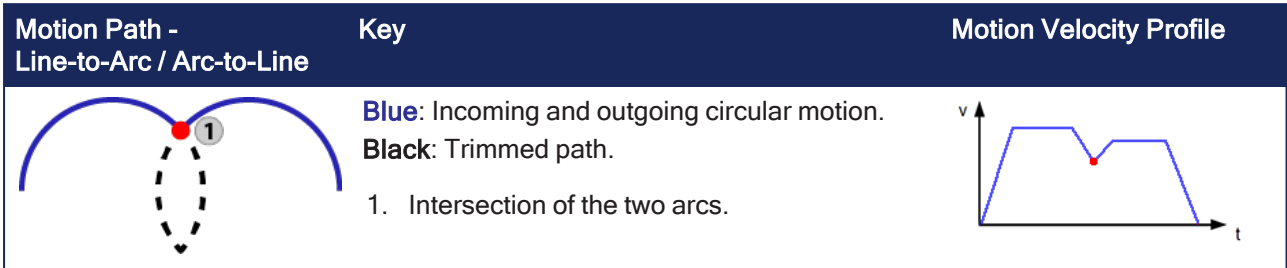 Motion Path -
Line-to-Arc / Arc-to-Line
Key
Motion Velocity Profile
1
Blue: Incoming and outgoing circular motion.
Black: Trimmed path.
1. Intersection of the two arcs.
v
t